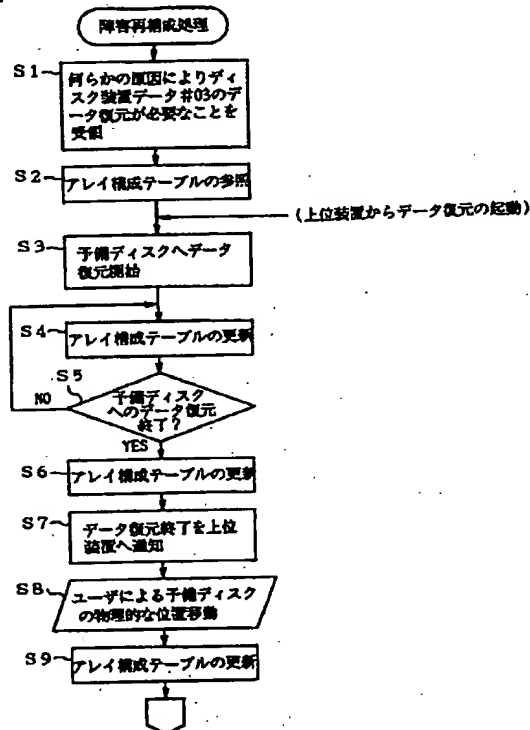 障害再構成処理
S1
何らかの原因によりディ
スク装置データ#03のデ
ータ復元が必要なことを
受領
S2
アレイ構成テーブルの参照
(上位装置からデータ復元の起動)
S3
予備ディスクへデータ
復元開始
S4
アレイ構成テーブルの更新
S5
予備ディスク
へのデータ復元
終了?
NO
YES
S6
アレイ構成テーブルの更新
S7
データ復元終了を上位
装置へ通知
S8
ユーザによる予備ディスク
の物理的な位置移動
S9
アレイ構成テーブルの更新